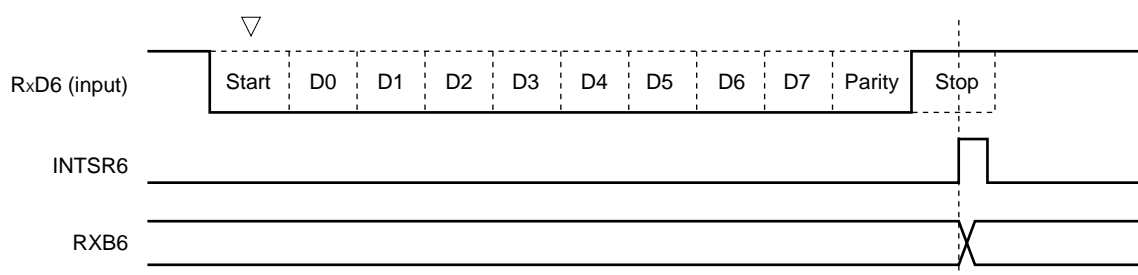 RxD6 (input) Start D0 D1 D2 D3 D4 D5 D6 D7 Parity Stop
INTSR6
RXB6